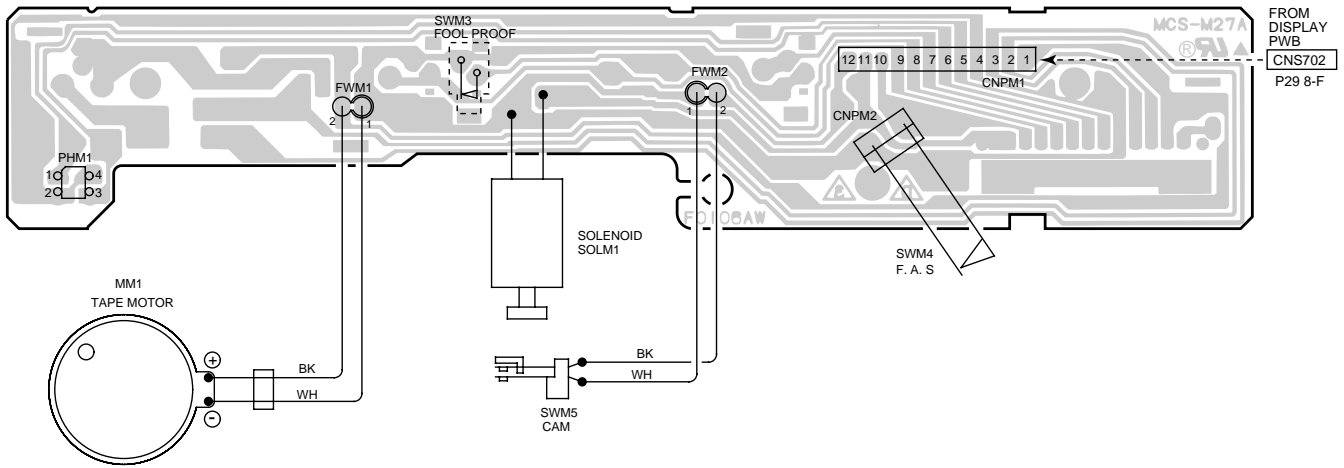 SWM3
FOOL PROOF
MCS-M27A
FROM
DISPLAY
PWB
CNS702
P29 8-F
12 11 10 9 8 7 6 5 4 3 2 1
CNPM1
FWM1
2 1
FWM2
1 2
CNPM2
PHM1
1 4
2 3
F0106AW
SOLENOID
SOLM1
SWM4
F. A. S
MM1
TAPE MOTOR
+
BK
WH
-
BK
WH
SWM5
CAM